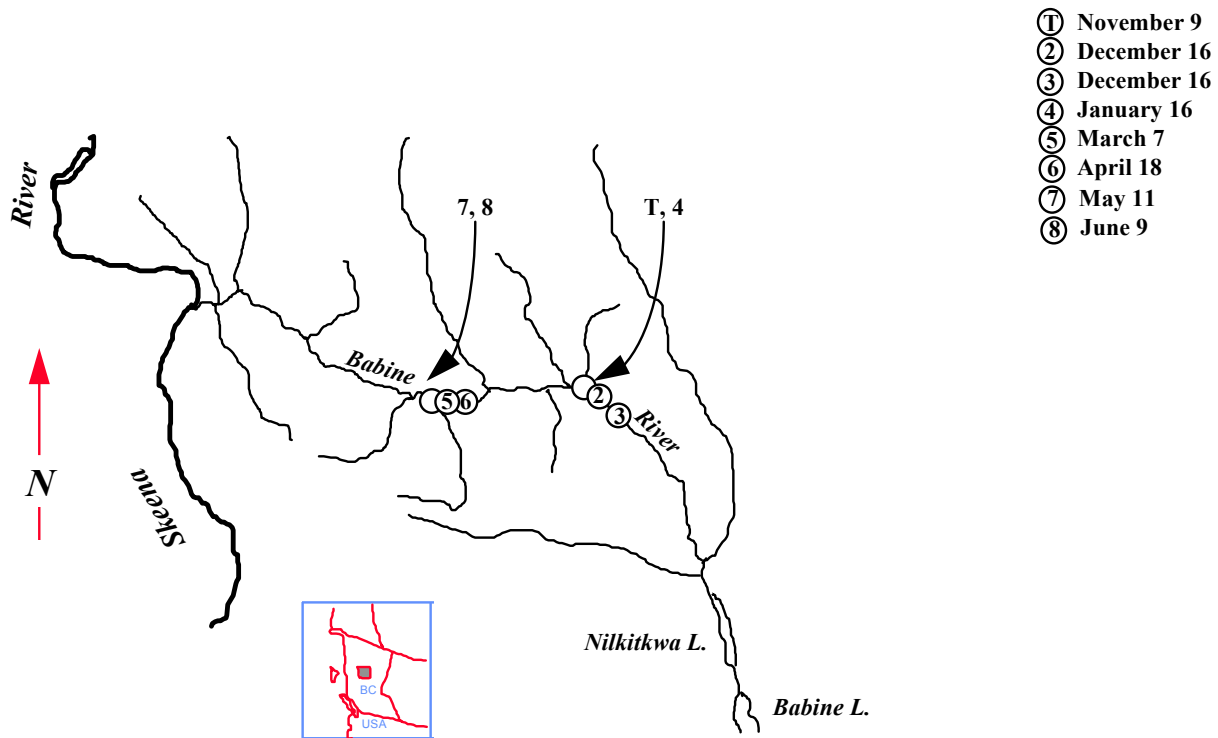 T November 9
2 December 16
3 December 16
4 January 16
5 March 7
6 April 18
7 May 11
8 June 9
River
7, 8
T, 4
Babine
5 6
2
3
River
N
Skeena
Nilkitkwa L.
Babine L.
BC
USA